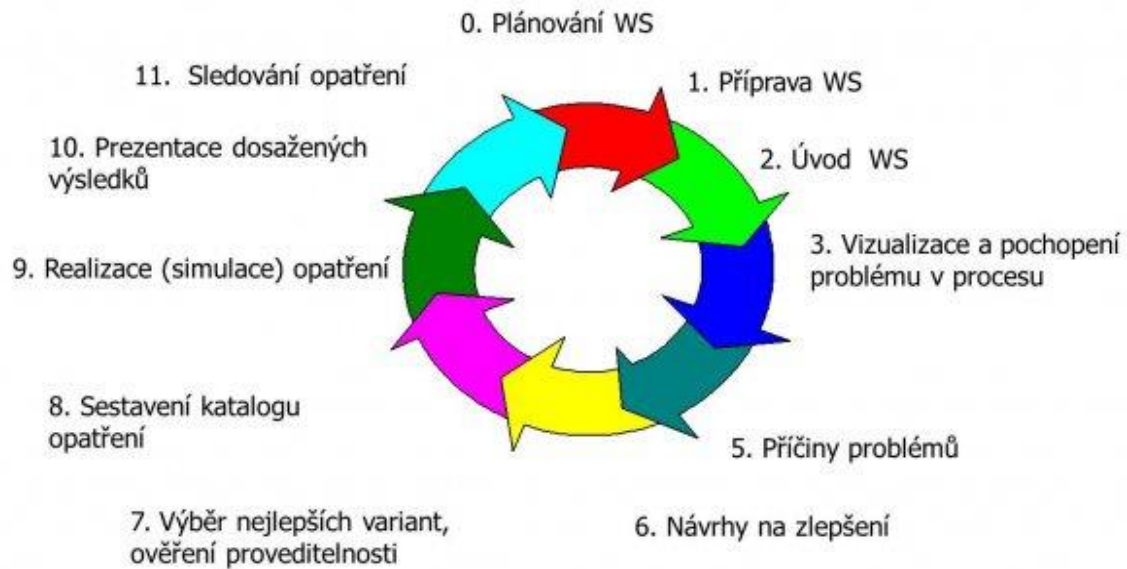 0. Plánování WS
1. Příprava WS
2. Úvod WS
3. Vizualizace a pochopení
problému v procesu
5. Příčiny problémů
6. Návrhy na zlepšení
7. Výběr nejlepších variant,
ověření proveditelnosti
8. Sestavení katalogu
opatření
9. Realizace (simulace) opatření
10. Prezentace dosažených
výsledků
11. Sledování opatření